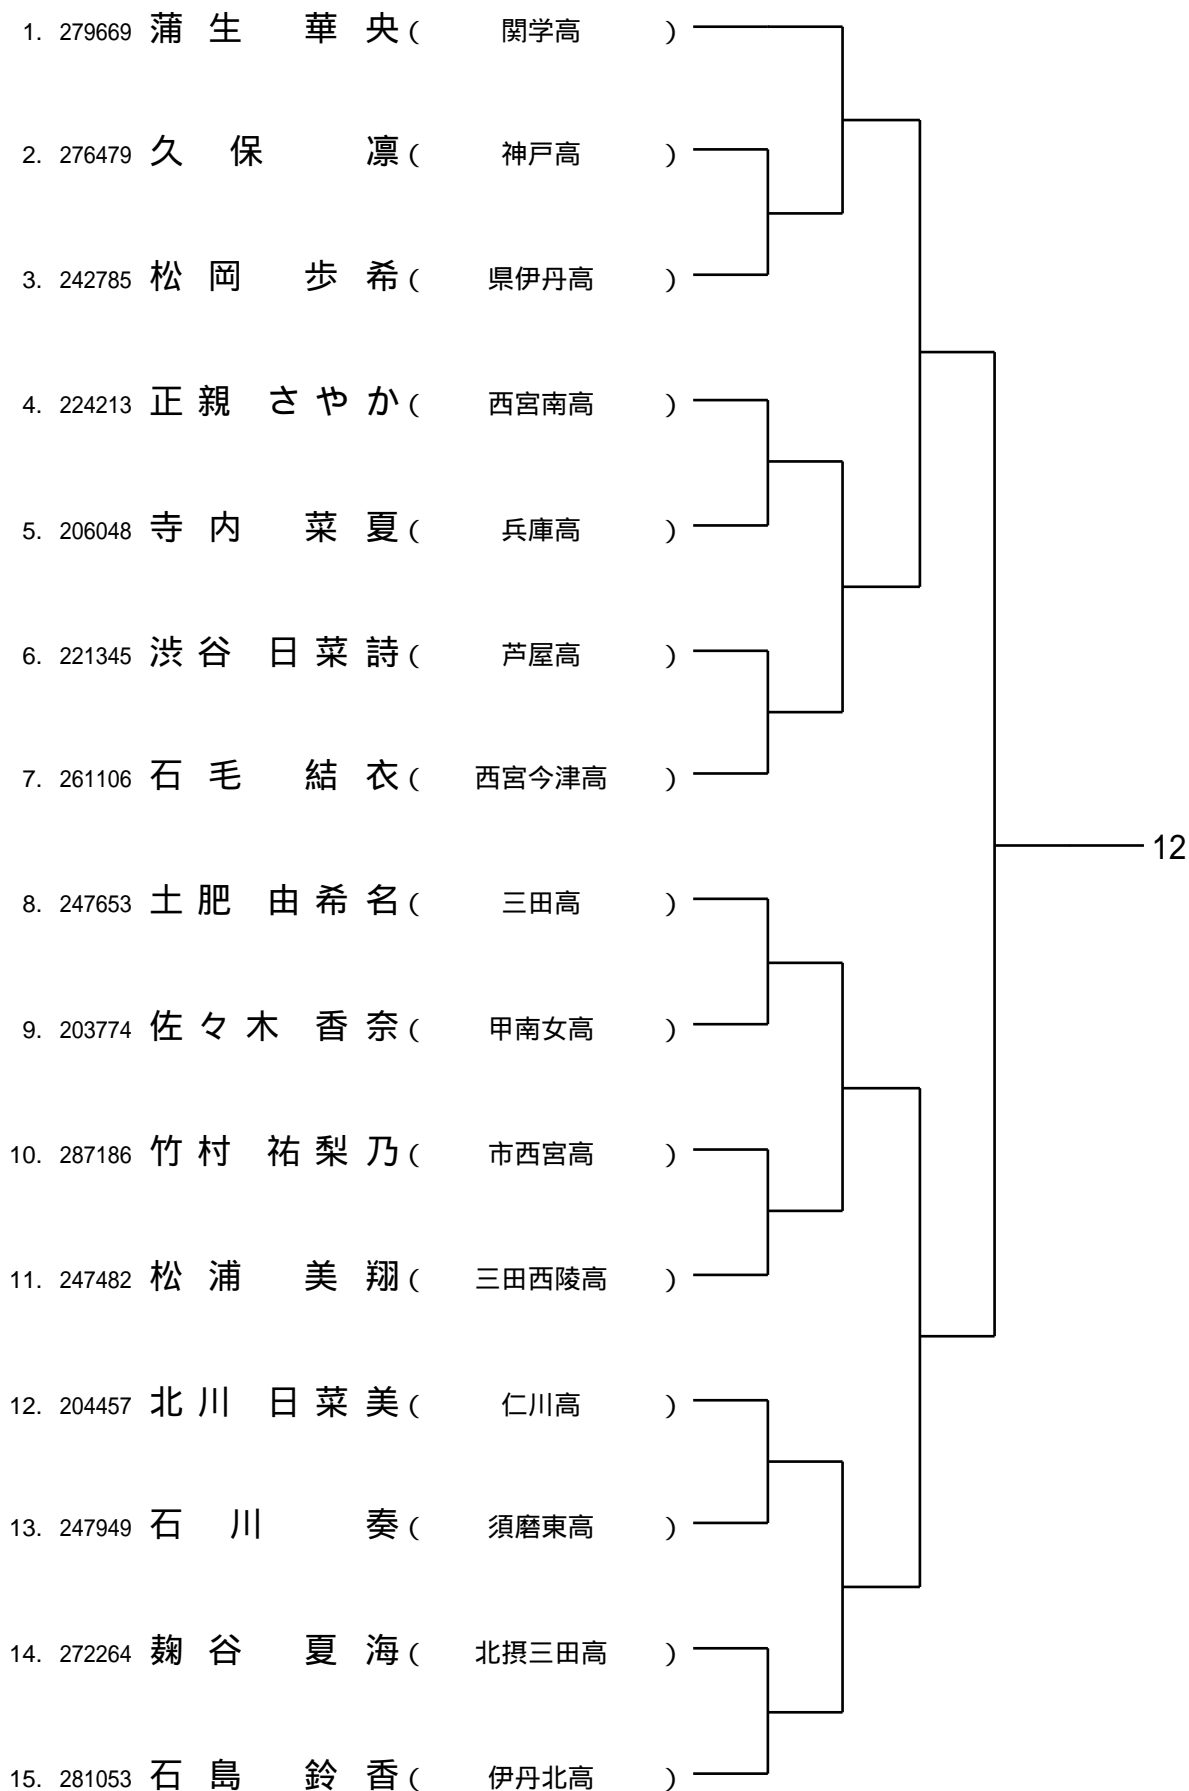 1. 279669 蒲生 華央 ( 関学高 )
2. 276479 久保 凛 ( 神戸高 )
3. 242785 松岡 歩希 ( 県伊丹高 )
4. 224213 正親 さやか ( 西宮南高 )
5. 206048 寺内 菜夏 ( 兵庫高 )
6. 221345 渋谷 日菜詩 ( 芦屋高 )
7. 261106 石毛 結衣 ( 西宮今津高 )
12
8. 247653 土肥 由希名 ( 三田高 )
9. 203774 佐々木 香奈 ( 甲南女高 )
10. 287186 竹村 祐梨乃 ( 市西宮高 )
11. 247482 松浦 美翔 ( 三田西陵高 )
12. 204457 北川 日菜美 ( 仁川高 )
13. 247949 石川 奏 ( 須磨東高 )
14. 272264 麹谷 夏海 ( 北摂三田高 )
15. 281053 石島 鈴香 ( 伊丹北高 )